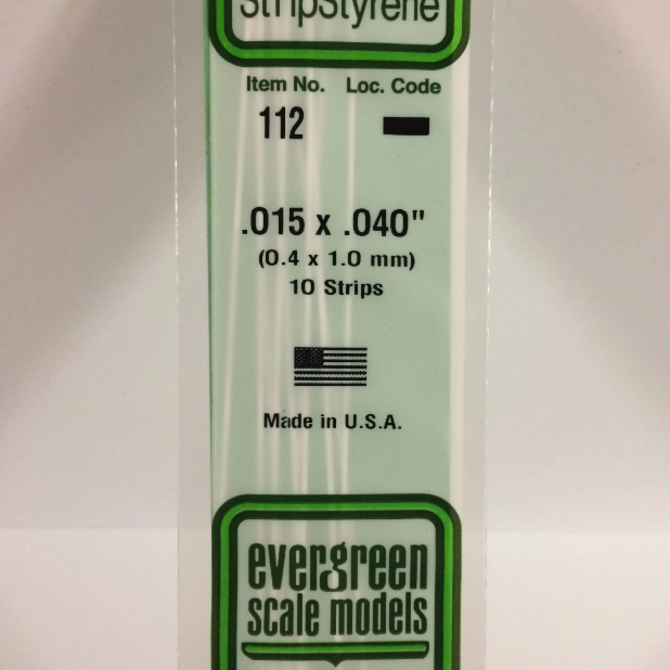 StripStyrene
Item No. Loc. Code
112
.015 x .040"
(0.4 x 1.0 mm)
10 Strips
Made in U.S.A.
evergreen
scale models